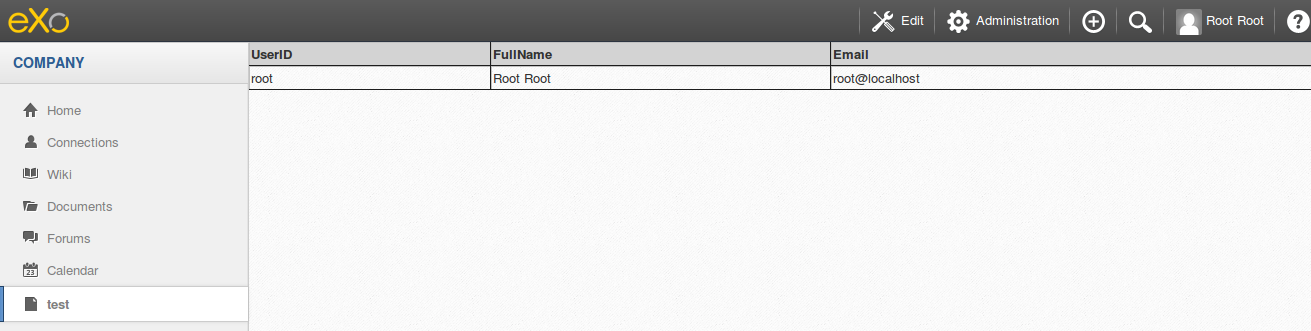 eXo Edit Administration Root Root ?
COMPANY
UserID FullName Email
root Root Root root@localhost
Home
Connections
Wiki
Documents
Forums
23 Calendar
test